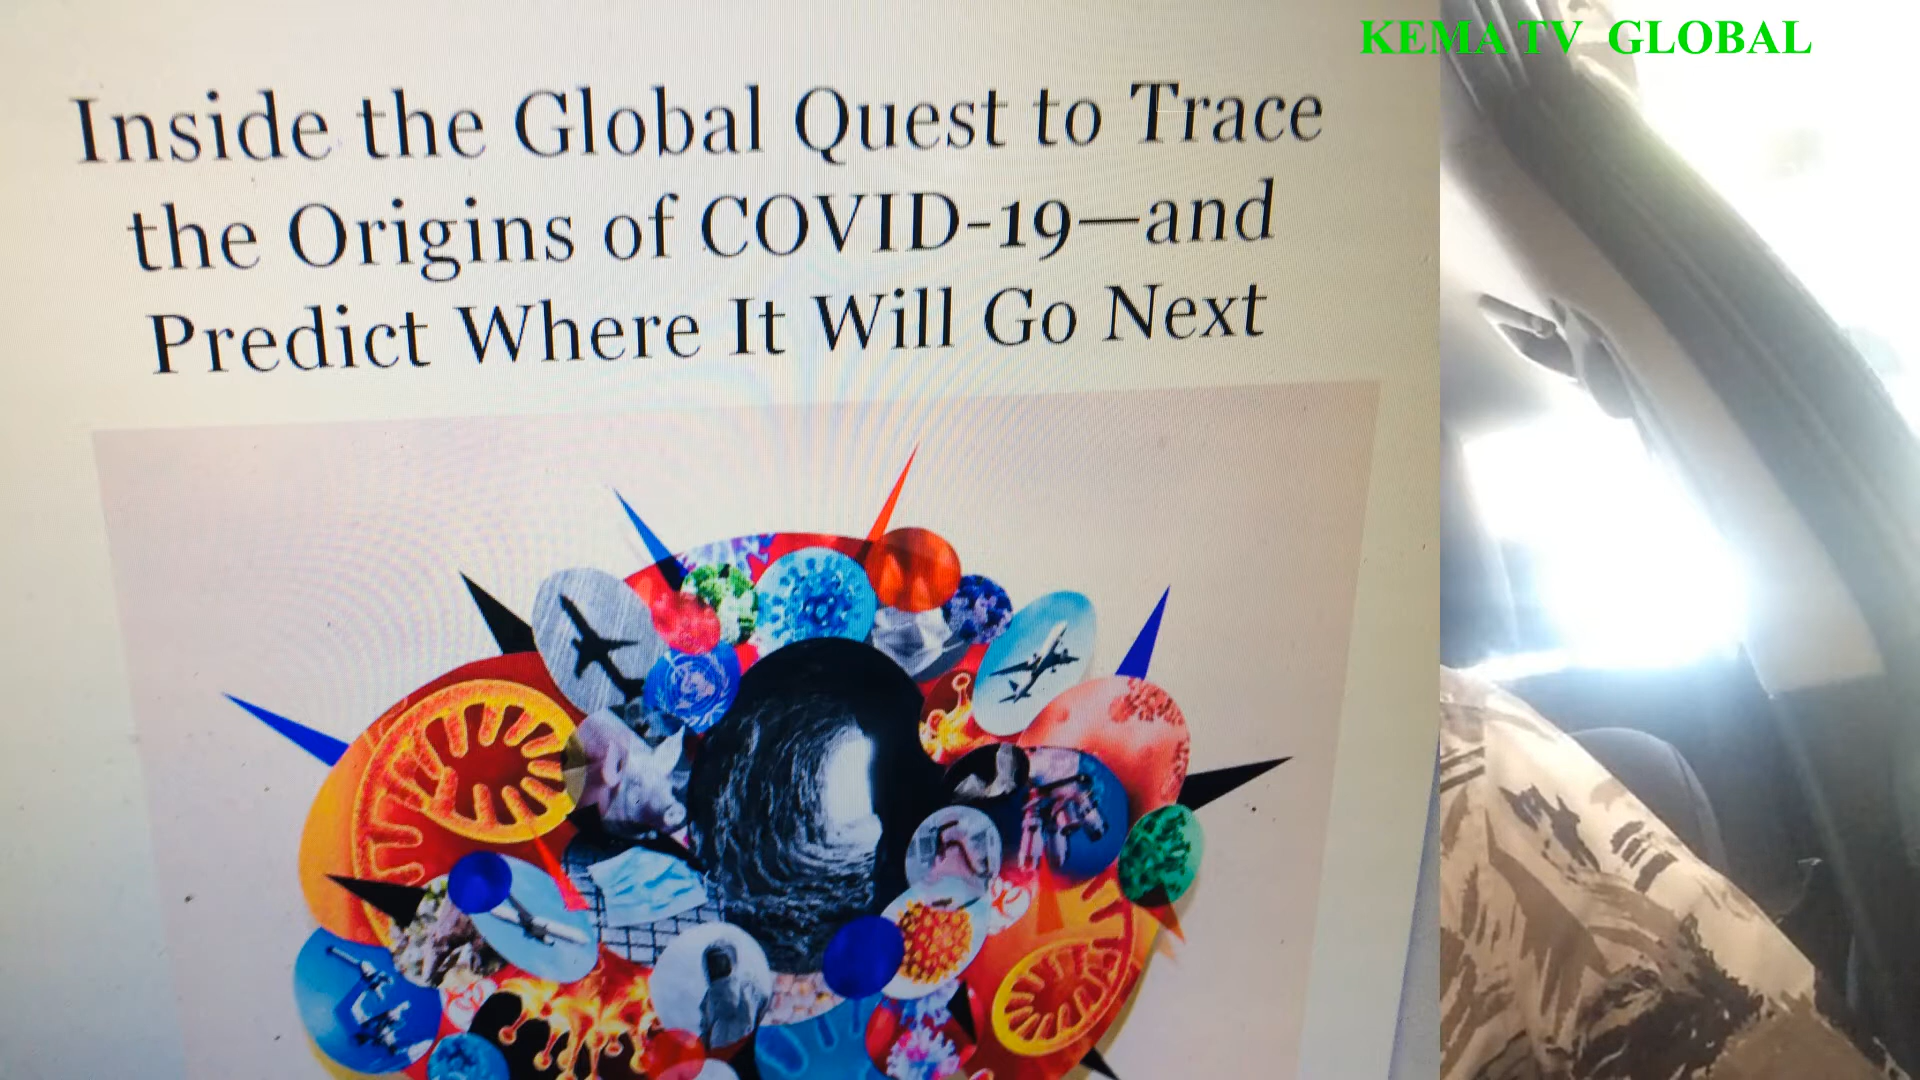 KEMA TV GLOBAL
Inside the Global Quest to Trace
the Origins of COVID-19—and
Predict Where It Will Go Next